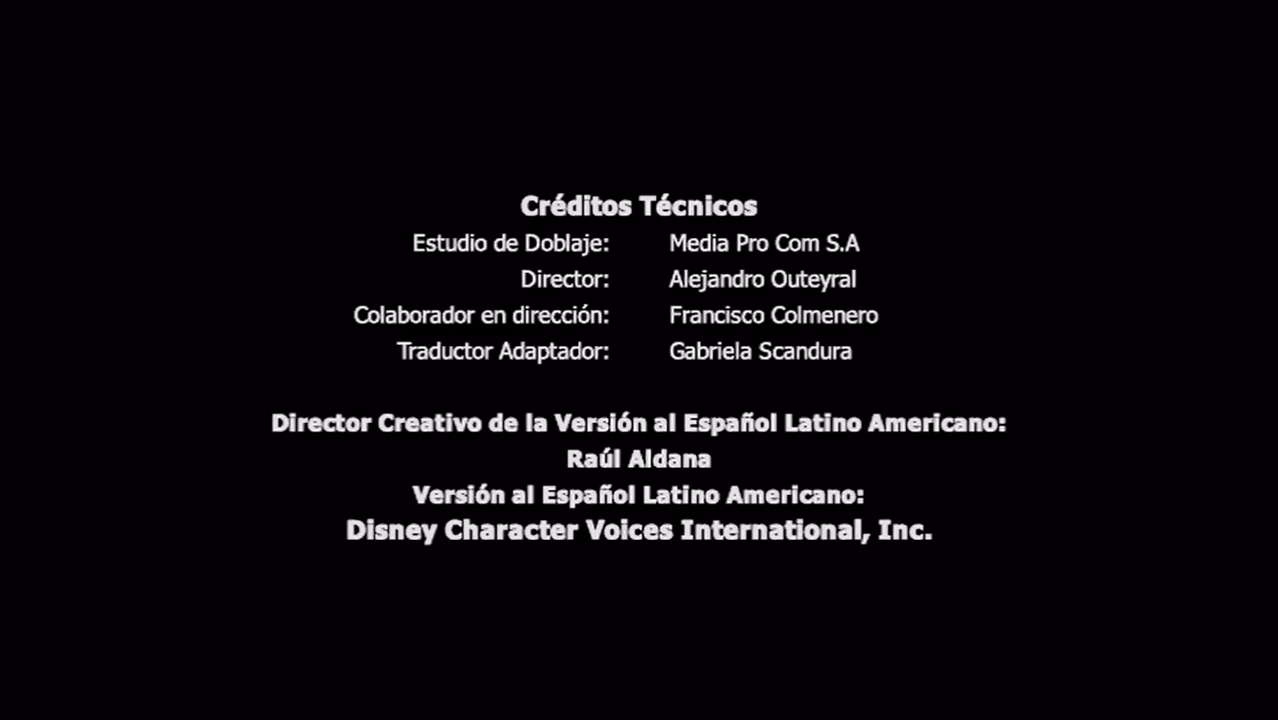 Créditos Técnicos
Estudio de Doblaje: Media Pro Com S.A
Director: Alejandro Outeyral
Colaborador en dirección: Francisco Colmenero
Traductor Adaptador: Gabriela Scandura
Director Creativo de la Versión al Español Latino Americano:
Raúl Aldana
Versión al Español Latino Americano:
Disney Character Voices International, Inc.